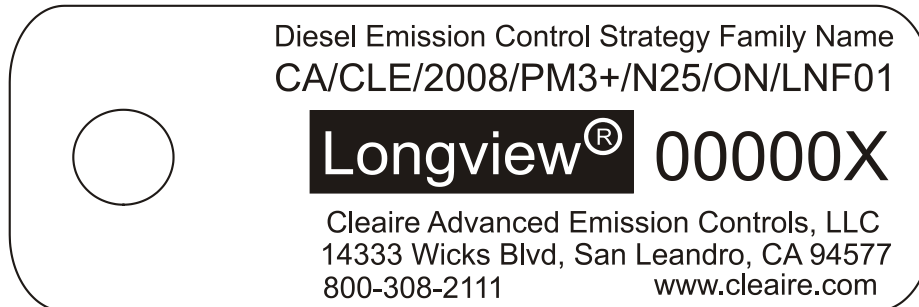 Diesel Emission Control Strategy Family Name
CA/CLE/2008/PM3+/N25/ON/LNF01
Longview® 00000X
Cleaire Advanced Emission Controls, LLC
14333 Wicks Blvd, San Leandro, CA 94577
800-308-2111 www.cleaire.com